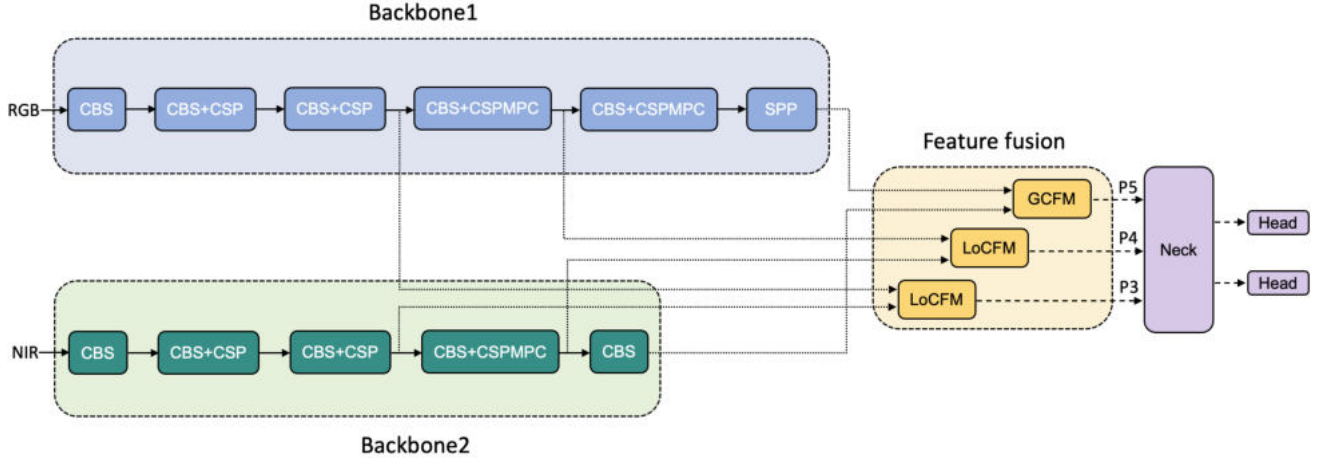 Backbone1
RGB
CBS
CBS+CSP
CBS+CSP
CBS+CSPMPC
CBS+CSPMPC
SPP
Feature fusion
GCFM
P5
LoCFM
P4
LoCFM
P3
Neck
Head
Head
NIR
CBS
CBS+CSP
CBS+CSP
CBS+CSPMPC
CBS
Backbone2